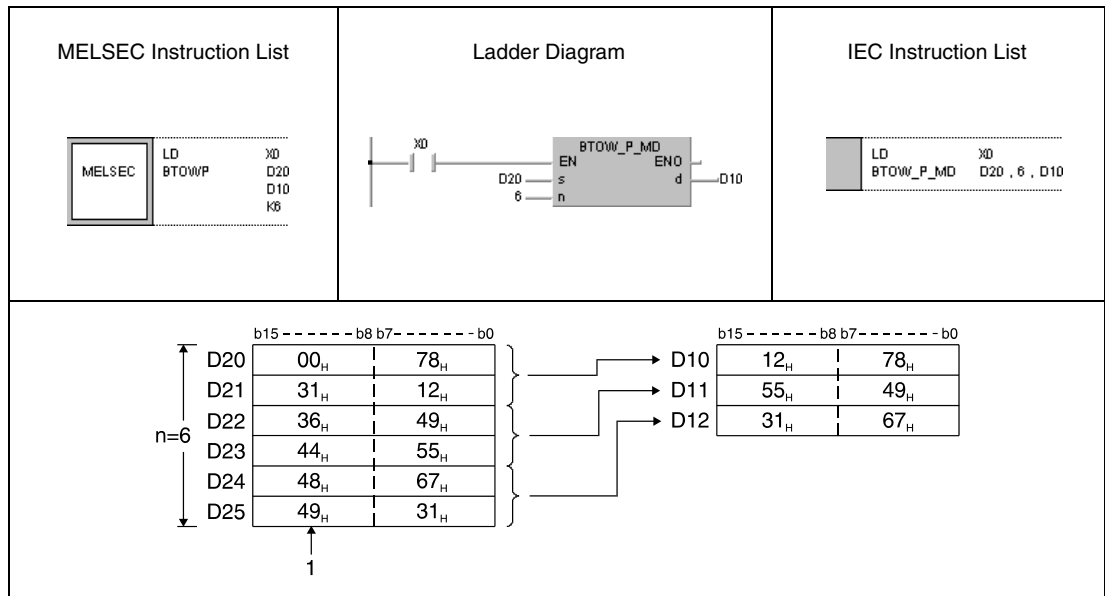 MELSEC Instruction List
Ladder Diagram
IEC Instruction List
MELSEC
LD X0
BTOWP D20
D10
K6
X0
BTOW_P_MD
EN ENO
D20 s d D10
6 n
LD X0
BTOW_P_MD D20 , 6 , D10
b15 b8 b7 b0
D20 00H 78H
D21 31H 12H
D22 36H 49H
D23 44H 55H
D24 48H 67H
D25 49H 31H
n=6
1
b15 b8 b7 b0
D10 12H 78H
D11 55H 49H
D12 31H 67H